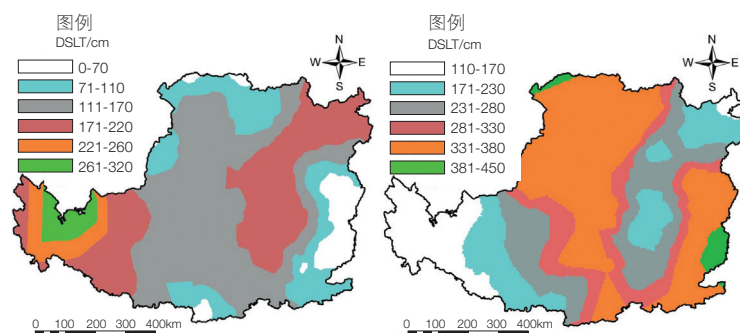 图例
DSLT/cm
0-70
71-110
111-170
171-220
221-260
261-320
N
W E
S
0 100 200 300 400km
图例
DSLT/cm
110-170
171-230
231-280
281-330
331-380
381-450
N
W E
S
0 100 200 300 400km